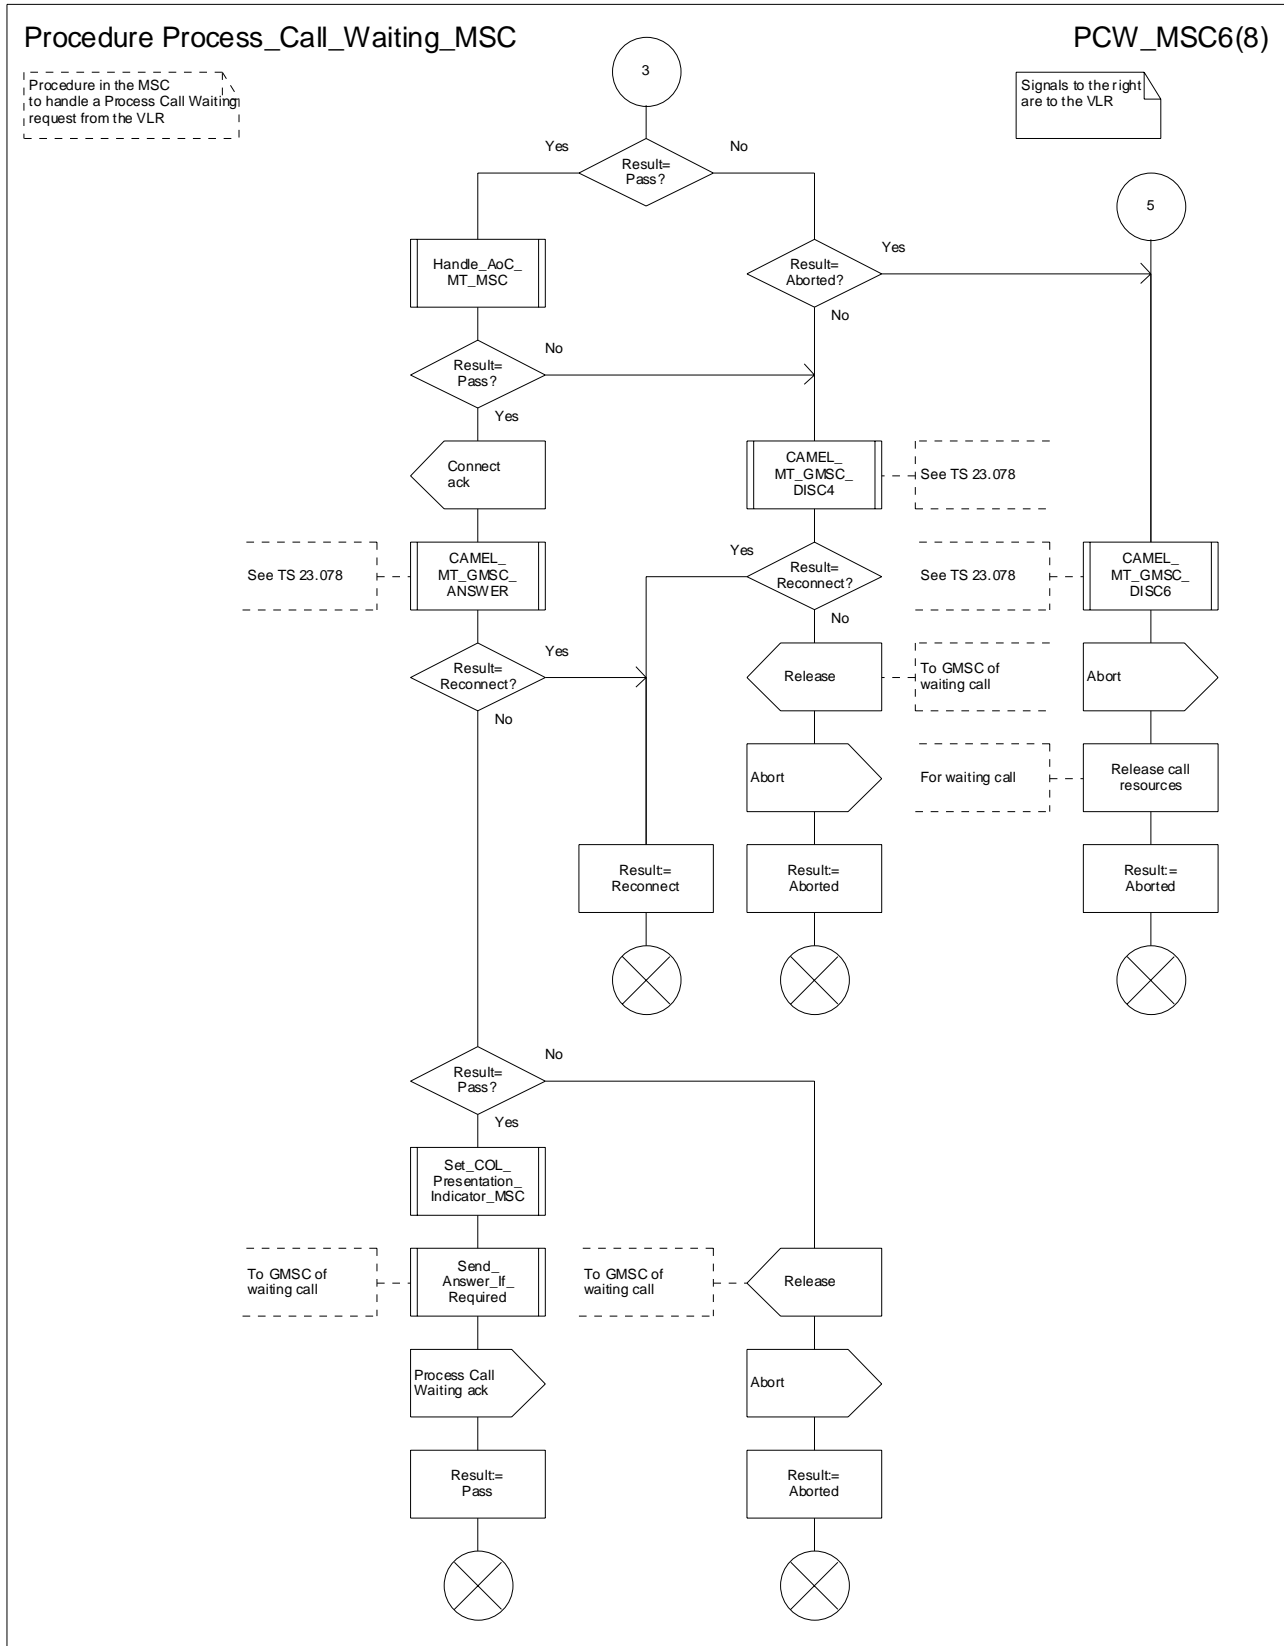 Procedure Process_Call_Waiting_MSC
PCW_MSC6(8)
Procedure in the MSC
to handle a Process Call Waiting
request from the VLR
3
Signals to the right
are to the VLR
Yes
Result=
Pass?
No
5
Handle_AoC_
MT_MSC
Result=
Aborted?
Yes
No
Result=
Pass?
No
Yes
Connect
ack
CAMEL_
MT_GMSC_
DISC4
See TS 23.078
See TS 23.078
CAMEL_
MT_GMSC_
ANSWER
Yes
Result=
Reconnect?
No
See TS 23.078
CAMEL_
MT_GMSC_
DISC6
Result=
Reconnect?
Yes
No
Release
To GMSC of
waiting call
Abort
Abort
For waiting call
Release call
resources
Result:=
Reconnect
Result:=
Aborted
Result:=
Aborted
Result=
Pass?
No
Yes
Set_COL_
Presentation_
Indicator_MSC
To GMSC of
waiting call
Send_
Answer_If_
Required
To GMSC of
waiting call
Release
Process Call
Waiting ack
Abort
Result:=
Pass
Result:=
Aborted